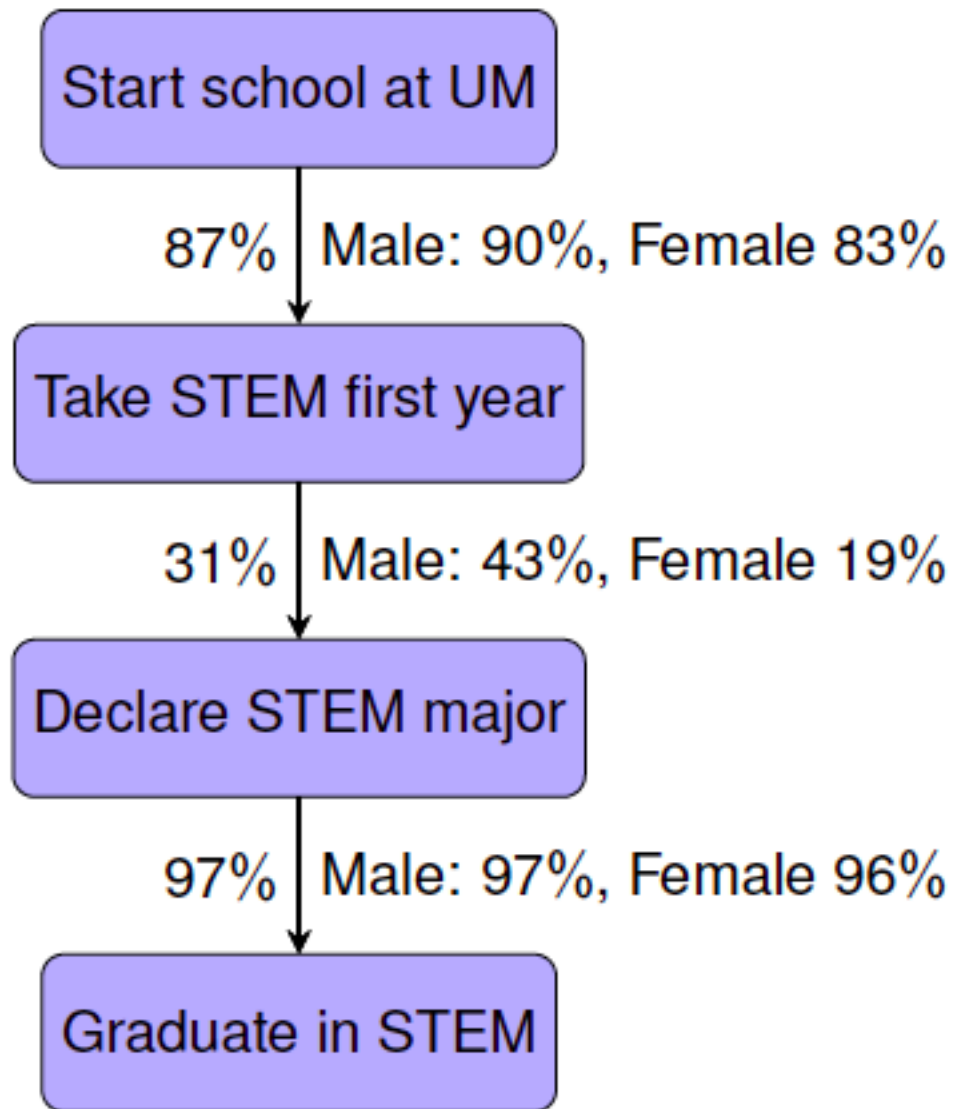 Start school at UM
87% Male: 90%, Female 83%
Take STEM first year
31% Male: 43%, Female 19%
Declare STEM major
97% Male: 97%, Female 96%
Graduate in STEM